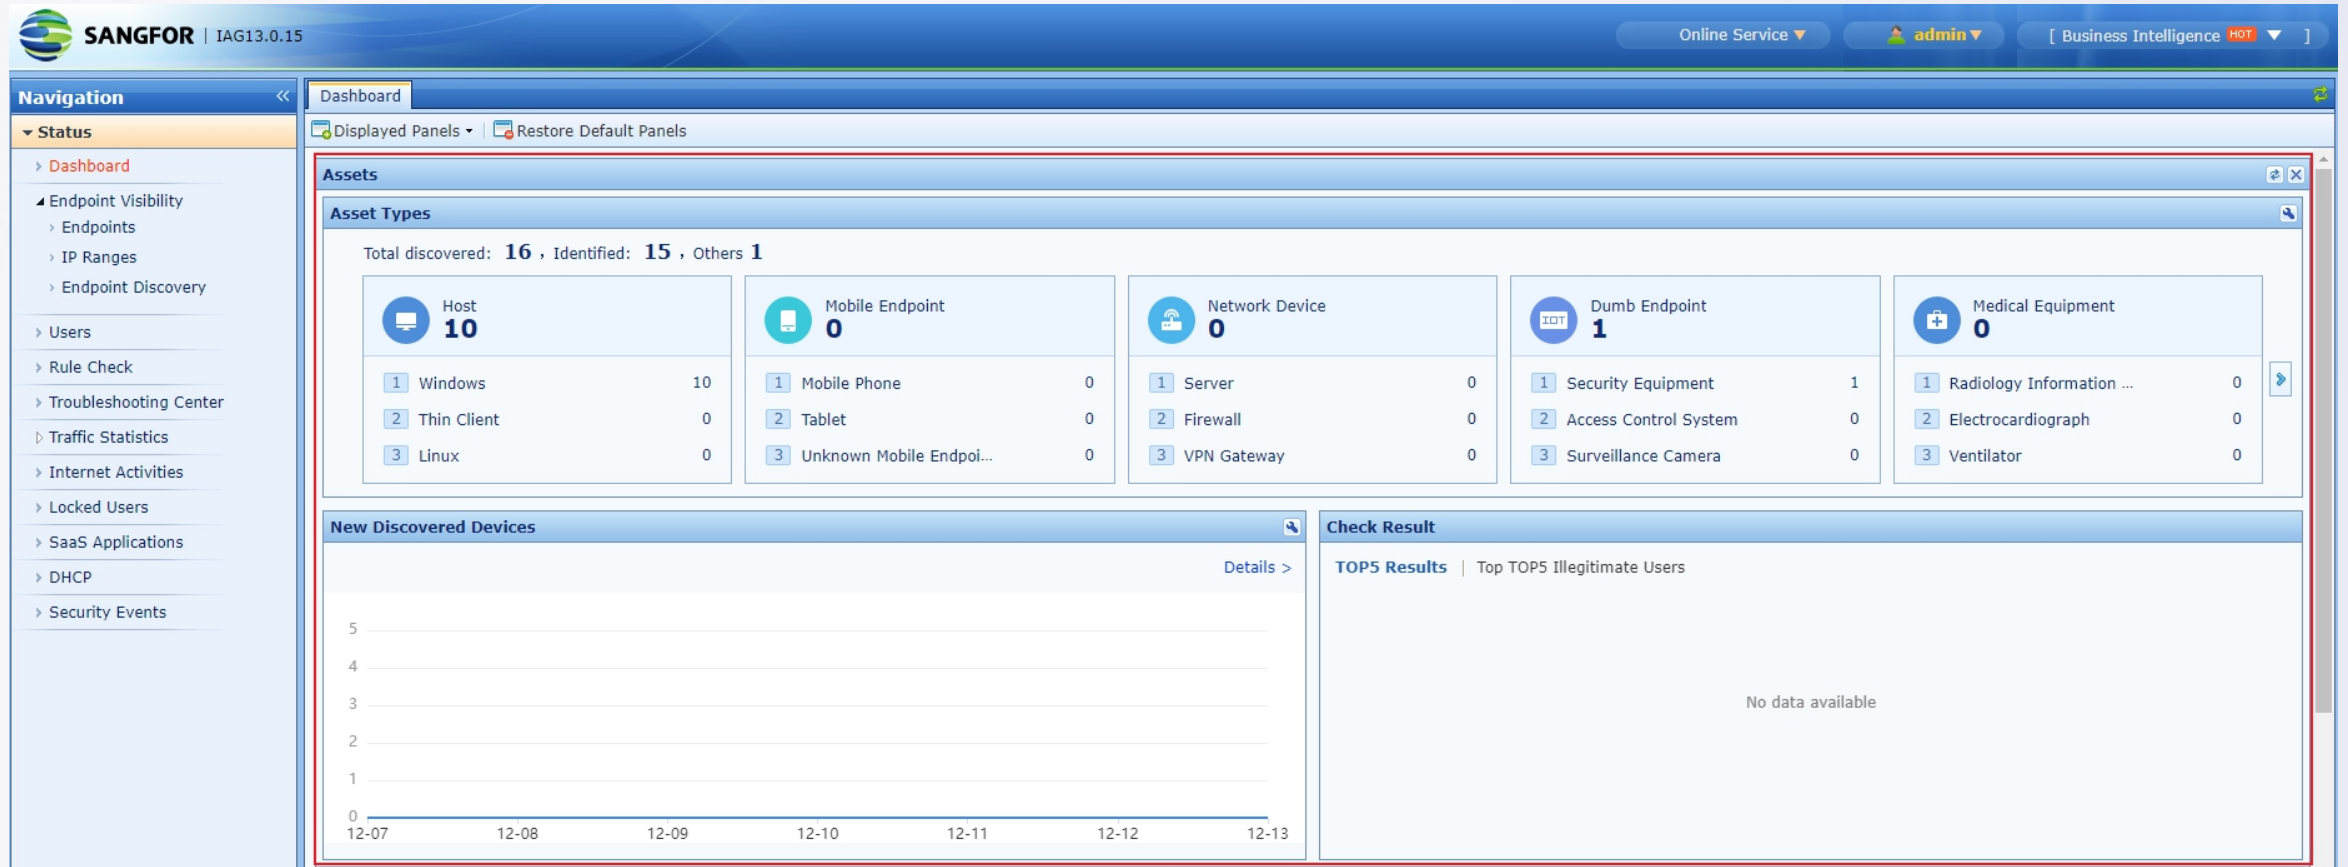 SANGFOR | IAG13.0.15
Online Service
admin
[ Business Intelligence HOT ]
Navigation
Status
Dashboard
Endpoint Visibility
Endpoints
IP Ranges
Endpoint Discovery
Users
Rule Check
Troubleshooting Center
Traffic Statistics
Internet Activities
Locked Users
SaaS Applications
DHCP
Security Events
Dashboard
Displayed Panels
Restore Default Panels
Assets
Asset Types
Total discovered: 16 , Identified: 15 , Others 1
Host
10
1 Windows 10
2 Thin Client 0
3 Linux 0
Mobile Endpoint
0
1 Mobile Phone 0
2 Tablet 0
3 Unknown Mobile Endpoi... 0
Network Device
0
1 Server 0
2 Firewall 0
3 VPN Gateway 0
IOT
Dumb Endpoint
1
1 Security Equipment 1
2 Access Control System 0
3 Surveillance Camera 0
Medical Equipment
0
1 Radiology Information ... 0
2 Electrocardiograph 0
3 Ventilator 0
New Discovered Devices
Details >
5
4
3
2
1
0
12-07 12-08 12-09 12-10 12-11 12-12 12-13
Check Result
TOP5 Results | Top TOP5 Illegitimate Users
No data available